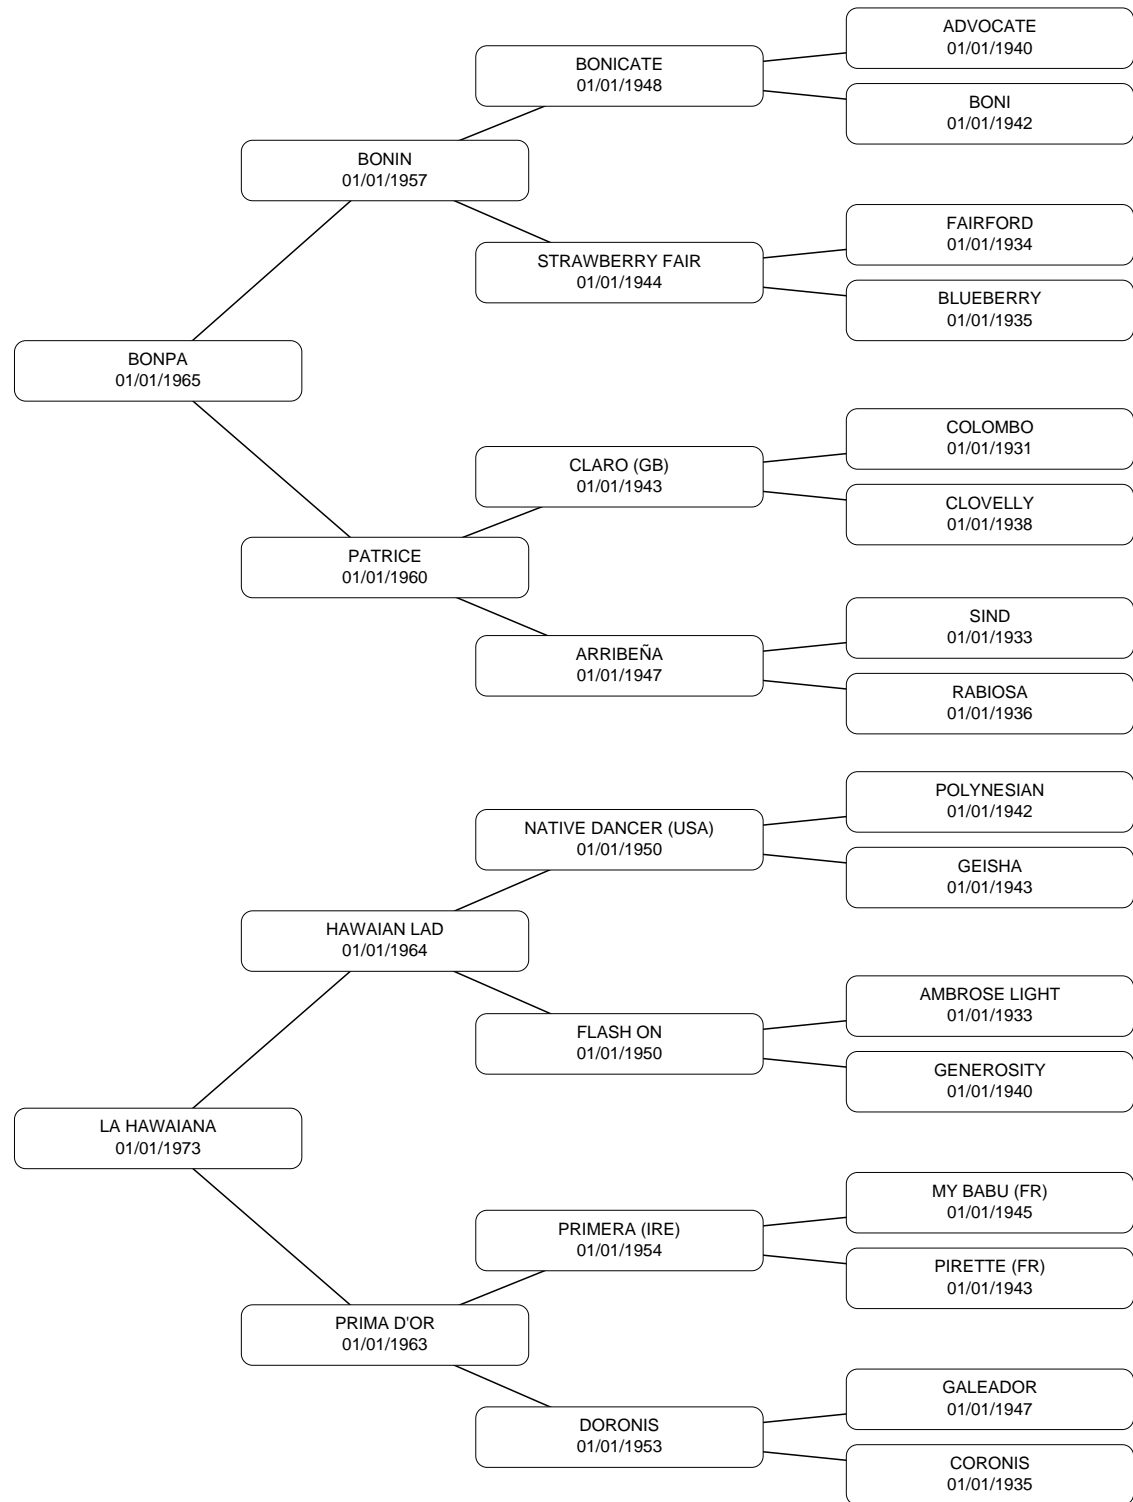 ADVOCATE
01/01/1940
BONICATE
01/01/1948
BONI
01/01/1942
BONIN
01/01/1957
FAIRFORD
01/01/1934
STRAWBERRY FAIR
01/01/1944
BLUEBERRY
01/01/1935
BONPA
01/01/1965
COLOMBO
01/01/1931
CLARO (GB)
01/01/1943
CLOVELLY
01/01/1938
PATRICE
01/01/1960
SIND
01/01/1933
ARRIBEÑA
01/01/1947
RABIOSA
01/01/1936
POLYNESIAN
01/01/1942
NATIVE DANCER (USA)
01/01/1950
GEISHA
01/01/1943
HAWAIAN LAD
01/01/1964
AMBROSE LIGHT
01/01/1933
FLASH ON
01/01/1950
GENEROSITY
01/01/1940
LA HAWAIANA
01/01/1973
MY BABU (FR)
01/01/1945
PRIMERA (IRE)
01/01/1954
PIRETTE (FR)
01/01/1943
PRIMA D'OR
01/01/1963
GALEADOR
01/01/1947
DORONIS
01/01/1953
CORONIS
01/01/1935